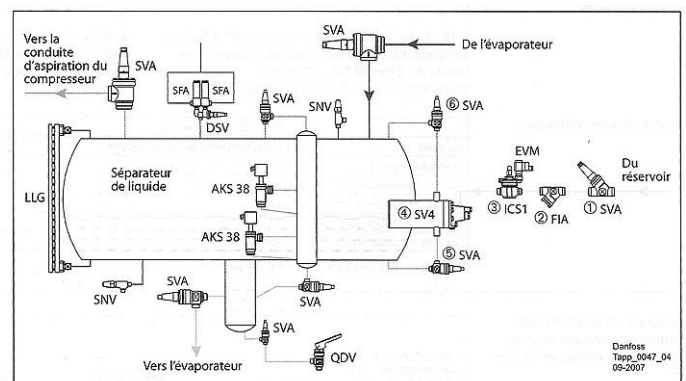 Vers la
conduite
d'aspiration du
compresseur
SVA
SFA
SFA
DSV
SVA
SNV
SVA
De l'évaporateur
⑥ SVA
EVM
Du
réservoir
LLG
Séparateur
de liquide
AKS 38
AKS 38
④ SV4
③ ICS1
② FIA
① SVA
⑤ SVA
SNV
SVA
SVA
SVA
QDV
Vers l'évaporateur
Danfoss
Tapp_0047_04
09-2007